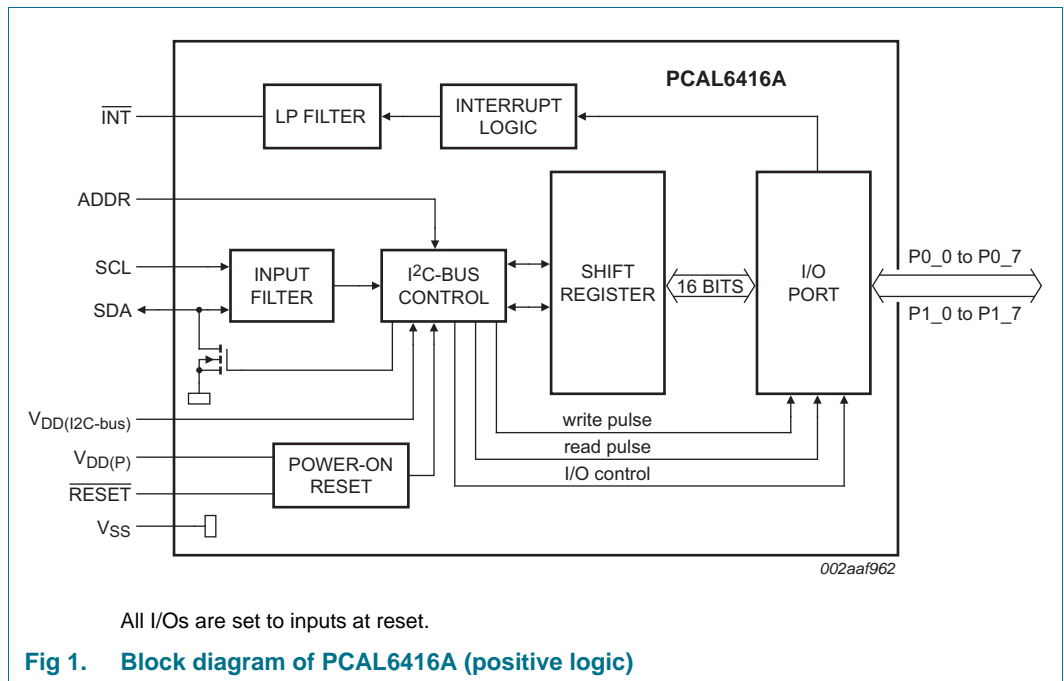 PCAL6416A
INT
LP FILTER
INTERRUPT
LOGIC
ADDR
SCL
SDA
INPUT
FILTER
I²C-BUS
CONTROL
SHIFT
REGISTER
16 BITS
I/O
PORT
P0_0 to P0_7
P1_0 to P1_7
VDD(I2C-bus)
VDD(P)
RESET
VSS
POWER-ON
RESET
write pulse
read pulse
I/O control
002aaf962
All I/Os are set to inputs at reset.
Fig 1. Block diagram of PCAL6416A (positive logic)